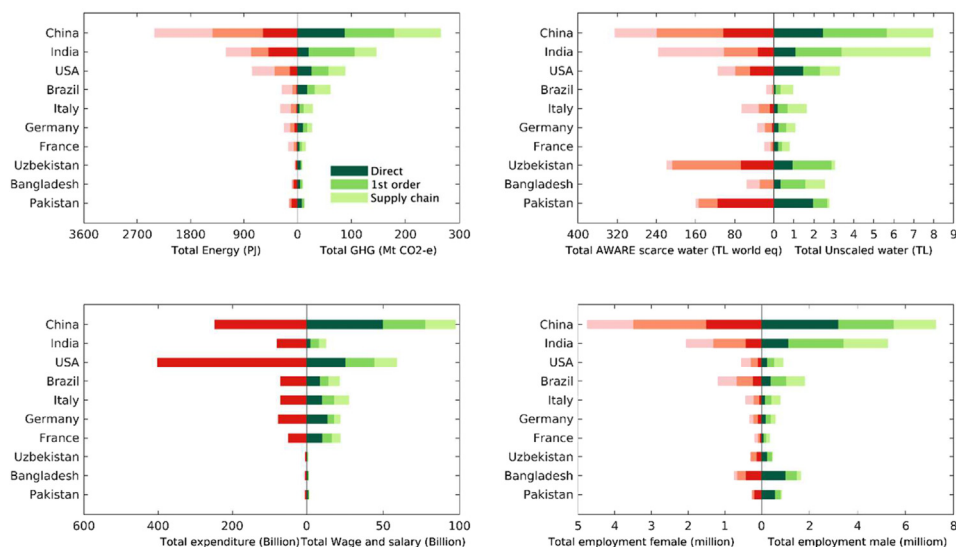 China
India
USA
Brazil
Italy
Germany
France
Uzbekistan
Bangladesh
Pakistan
Direct
1st order
Supply chain
3600 2700 1800 900 0 100 200 300
Total Energy (PJ) Total GHG (Mt CO2-e)
China
India
USA
Brazil
Italy
Germany
France
Uzbekistan
Bangladesh
Pakistan
400 320 240 160 80 0 1 2 3 4 5 6 7 8 9
Total AWARE scarce water (TL world eq) Total Unscaled water (TL)
China
India
USA
Brazil
Italy
Germany
France
Uzbekistan
Bangladesh
Pakistan
600 400 200 0 50 100
Total expenditure (Billion) Total Wage and salary (Billion)
China
India
USA
Brazil
Italy
Germany
France
Uzbekistan
Bangladesh
Pakistan
5 4 3 2 1 0 2 4 6 8
Total employment female (million) Total employment male (milliom)